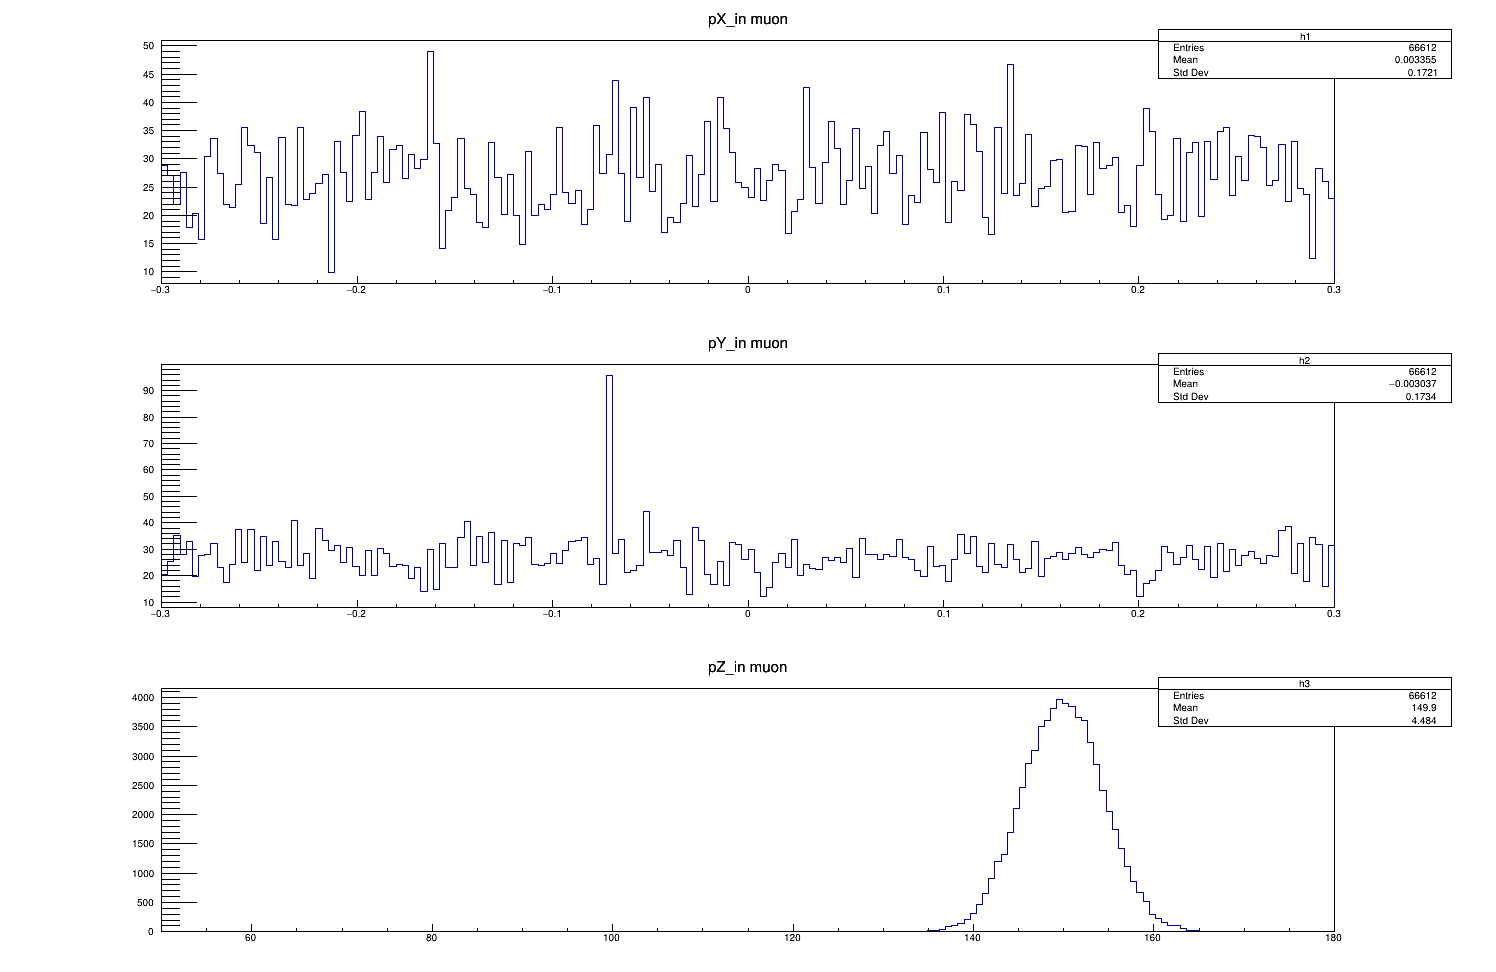 pX_in muon
h1
Entries 66612
Mean 0.003355
Std Dev 0.1721
50
45
40
35
30
25
20
15
10
−0.3 −0.2 −0.1 0 0.1 0.2 0.3
pY_in muon
h2
Entries 66612
Mean −0.003037
Std Dev 0.1734
90
80
70
60
50
40
30
20
10
−0.3 −0.2 −0.1 0 0.1 0.2 0.3
pZ_in muon
h3
Entries 66612
Mean 149.9
Std Dev 4.484
4000
3500
3000
2500
2000
1500
1000
500
0
60 80 100 120 140 160 180